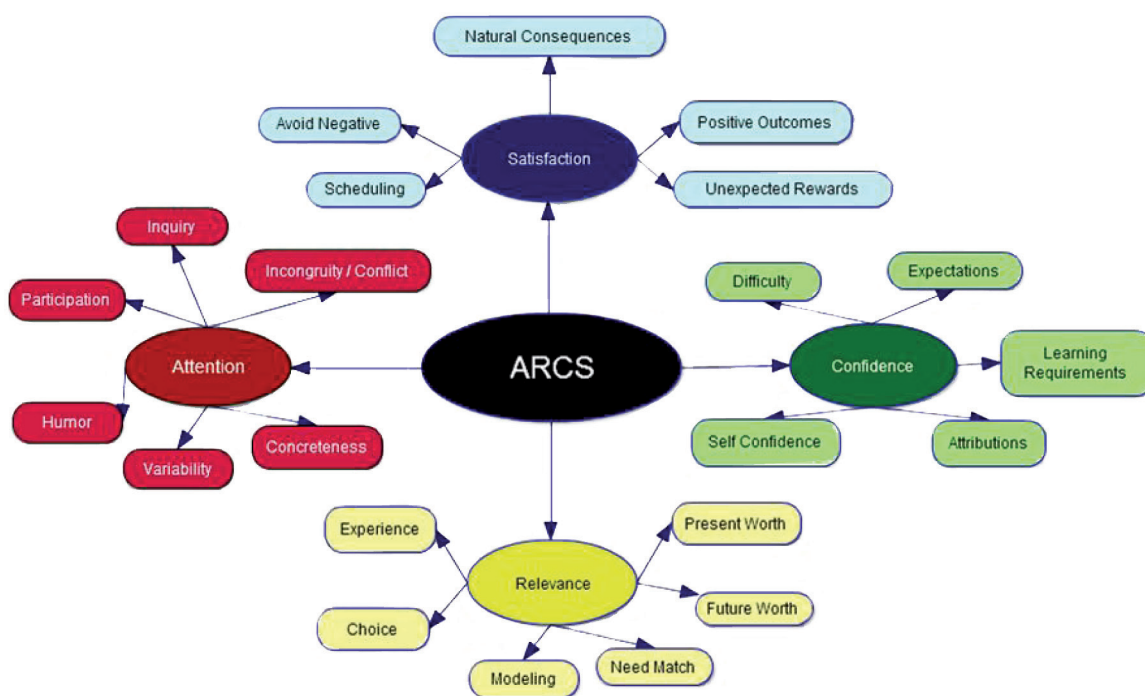 Natural Consequences
Avoid Negative
Positive Outcomes
Satisfaction
Scheduling
Unexpected Rewards
Inquiry
Incongruity / Conflict
Participation
Attention
Humor
Variability
Concreteness
ARCS
Difficulty
Expectations
Confidence
Learning
Requirements
Self Confidence
Attributions
Experience
Present Worth
Relevance
Choice
Future Worth
Modeling
Need Match